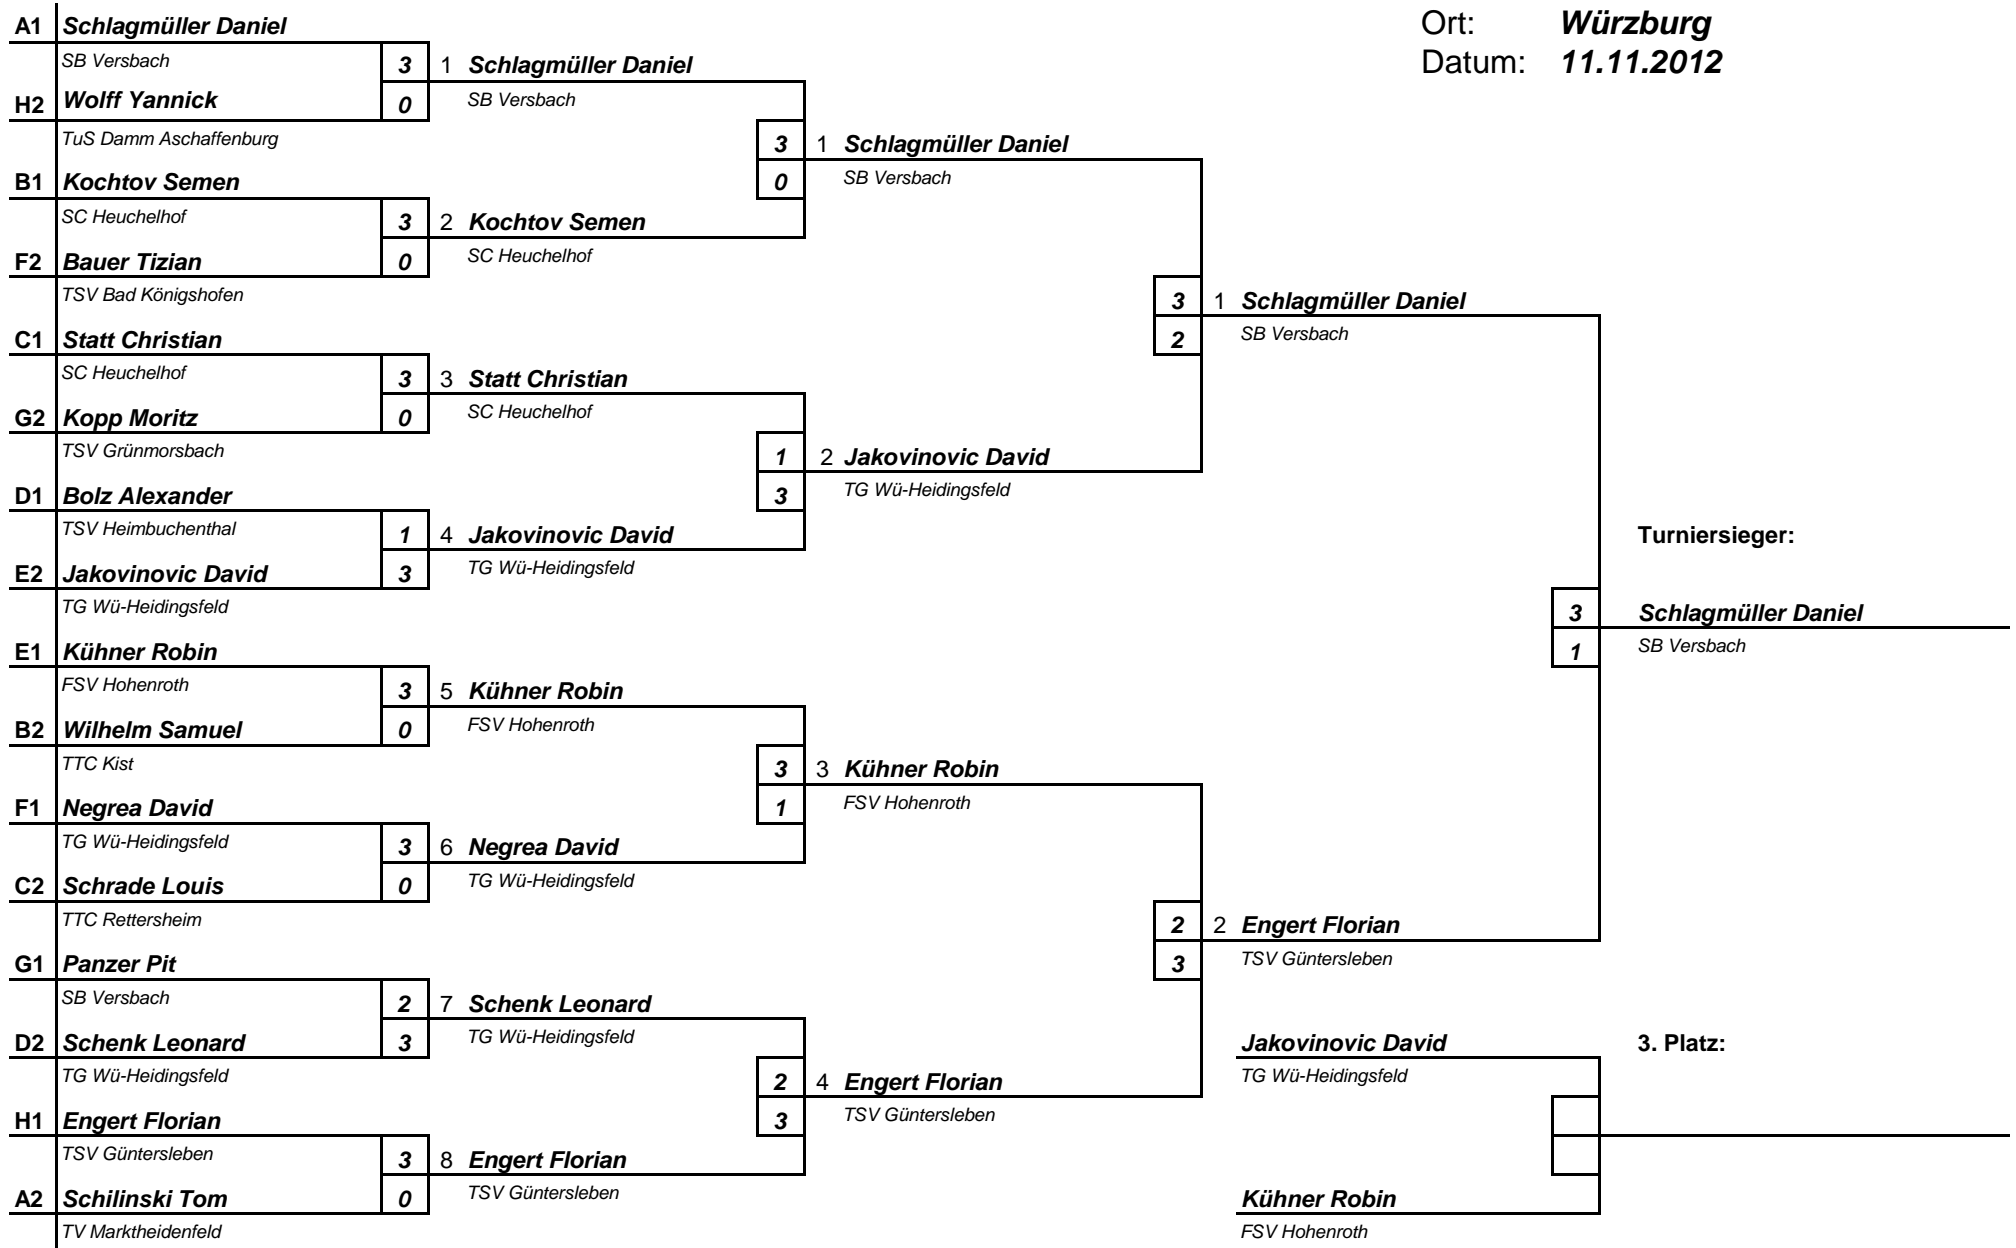 Ort: Würzburg
Datum: 11.11.2012
A1 Schlagmüller Daniel
SB Versbach 3 1 Schlagmüller Daniel
H2 Wolff Yannick 0 SB Versbach
TuS Damm Aschaffenburg 3 1 Schlagmüller Daniel
B1 Kochtov Semen 0 SB Versbach
SC Heuchelhof 3 2 Kochtov Semen
F2 Bauer Tizian 0 SC Heuchelhof
TSV Bad Königshofen 3 1 Schlagmüller Daniel
C1 Statt Christian 2 SB Versbach
SC Heuchelhof 3 3 Statt Christian
G2 Kopp Moritz 0 SC Heuchelhof
TSV Grünmorsbach 1 2 Jakovinovic David
D1 Bolz Alexander 3 TG Wü-Heidingsfeld
TSV Heimbuchenthal 1 4 Jakovinovic David Turniersieger:
E2 Jakovinovic David 3 TG Wü-Heidingsfeld
TG Wü-Heidingsfeld 3 Schlagmüller Daniel
E1 Kühner Robin 1 SB Versbach
FSV Hohenroth 3 5 Kühner Robin
B2 Wilhelm Samuel 0 FSV Hohenroth
TTC Kist 3 3 Kühner Robin
F1 Negrea David 1 FSV Hohenroth
TG Wü-Heidingsfeld 3 6 Negrea David
C2 Schrade Louis 0 TG Wü-Heidingsfeld
TTC Rettersheim 2 2 Engert Florian
G1 Panzer Pit 3 TSV Güntersleben
SB Versbach 2 7 Schenk Leonard
D2 Schenk Leonard 3 TG Wü-Heidingsfeld Jakovinovic David 3. Platz:
TG Wü-Heidingsfeld 2 4 Engert Florian TG Wü-Heidingsfeld
H1 Engert Florian 3 TSV Güntersleben
TSV Güntersleben 3 8 Engert Florian
A2 Schilinski Tom 0 TSV Güntersleben Kühner Robin
TV Marktheidenfeld FSV Hohenroth